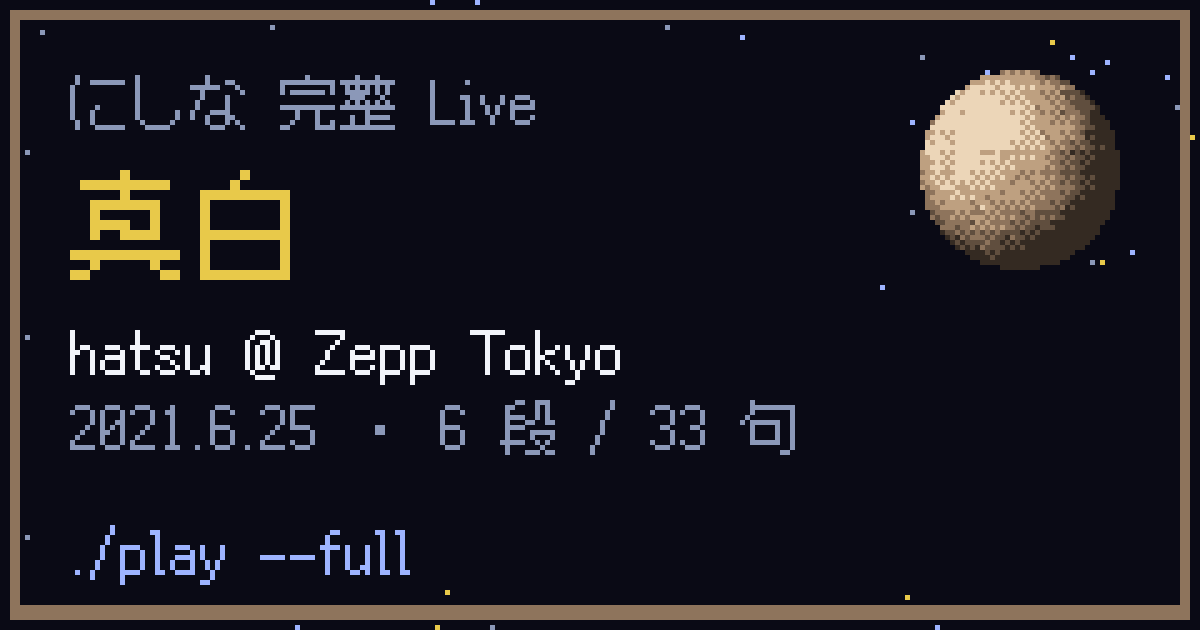 にしな 完整 Live
真白
hatsu @ Zepp Tokyo
2021.6.25 · 6 段 / 33 句
./play --full